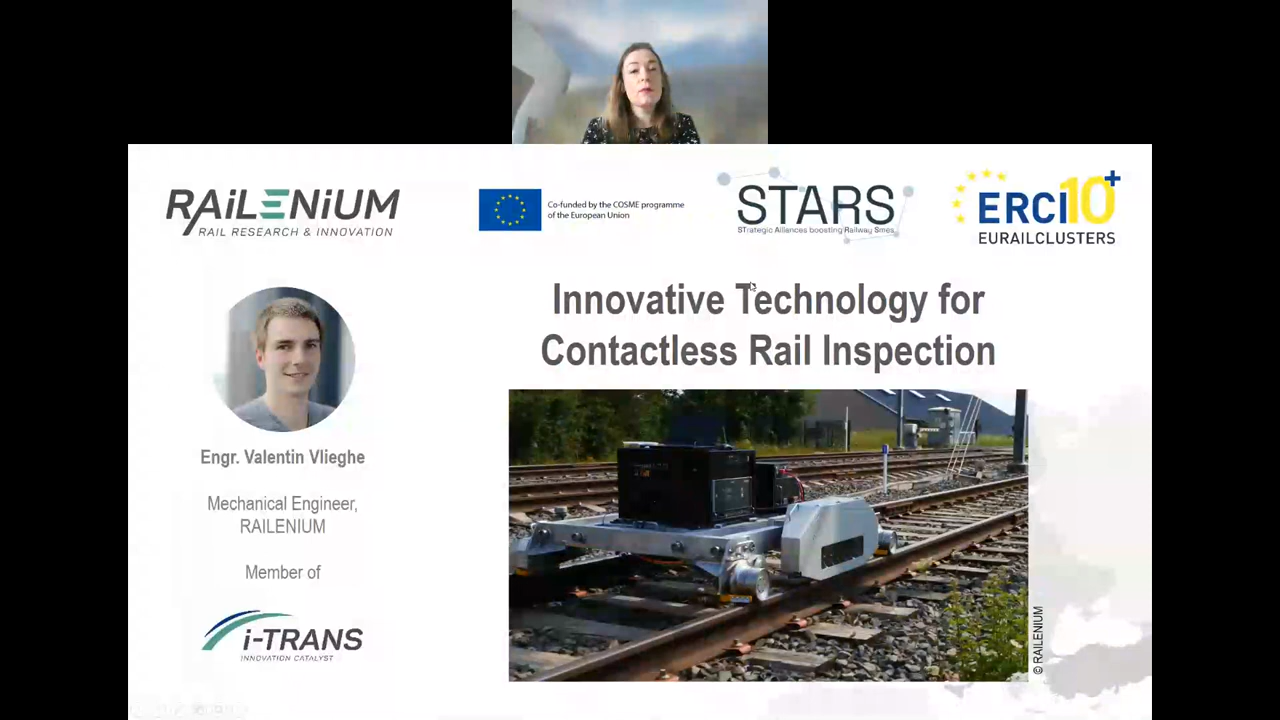 RAiLENiUM
RAIL RESEARCH & INNOVATION
Co-funded by the COSME programme
of the European Union
STARS
STrategic Alliances boosting Railway Smes
ERCI10+
EURAILCLUSTERS
Innovative Technology for
Contactless Rail Inspection
Engr. Valentin Vlieghe
Mechanical Engineer,
RAILENIUM
Member of
i-TRANS
INNOVATION CATALYST
© RAILENIUM